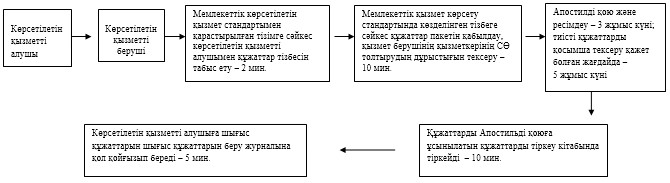 Көрсетілетін
қызметті
алушы
Көрсетілетін
қызметті
беруші
Мемлекеттік көрсетілетін
қызмет стандартымен
қарастырылған тізімге сәйкес
көрсетілетін қызметті
алушымен құжаттар тізбесін
табыс ету – 2 мин.
Мемлекеттік қызмет көрсету
стандартында көзделінген тізбеге
сәйкес құжаттар пакетін қабылдау,
қызмет берушінің қызметкерінің СӨ
толтырудын дұрыстығын тексеру –
10 мин.
Апостилді қою және
ресімдеу – 3 жұмыс күні;
тиісті құжаттарды
қосымша тексеру қажет
болған жағдайда –
5 жұмыс күні
Көрсетілетін қызметті алушыға шығыс
құжаттарын шығыс құжаттарын беру журналына
қол қойғызып береді – 5 мин.
Құжаттарды Апостильді қоюға
ұсынылатын құжаттарды тіркеу кітабында
тіркейді – 10 мин.